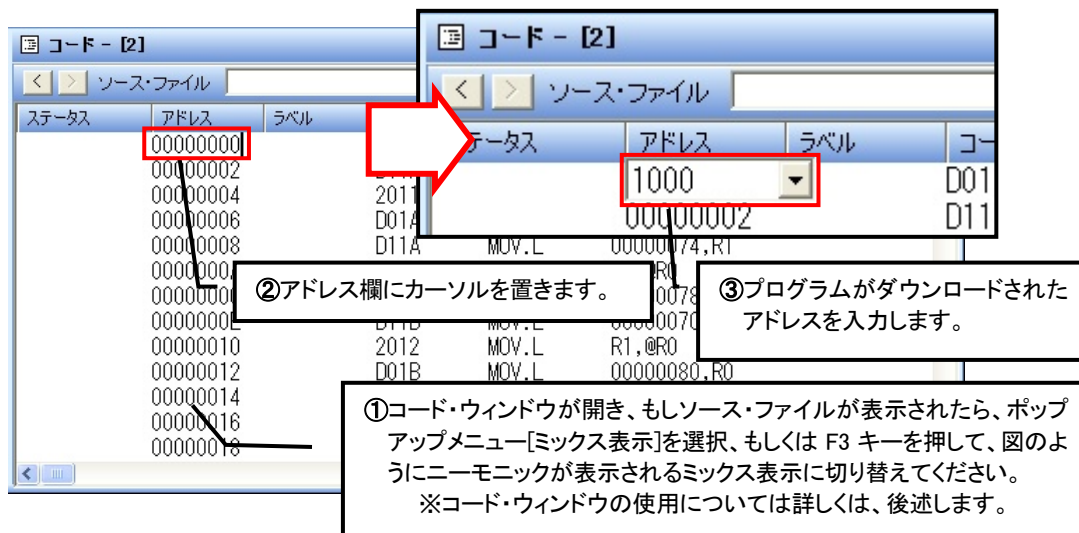 コード - [2]
< > ソース・ファイル
ステータス アドレス ラベル
00000000
00000002
00000004 2011
00000006 D01A
00000008 D11A MOV.L 00000074,R1
0000000
00000010 2012 MOV.L R1,@R0
00000012 D01B MOV.L 00000080,R0
00000014
00000016
00000018
コード - [2]
< > ソース・ファイル
アドレス ラベル
1000 D01
00000002 D11
②アドレス欄にカーソルを置きます。
③プログラムがダウンロードされた
アドレスを入力します。
①コード・ウィンドウが開き、もしソース・ファイルが表示されたら、ポップ
アップメニュー[ミックス表示]を選択、もしくは F3 キーを押して、図のよ
うにニーモニックが表示されるミックス表示に切り替えてください。
※コード・ウィンドウの使用については詳しくは、後述します。